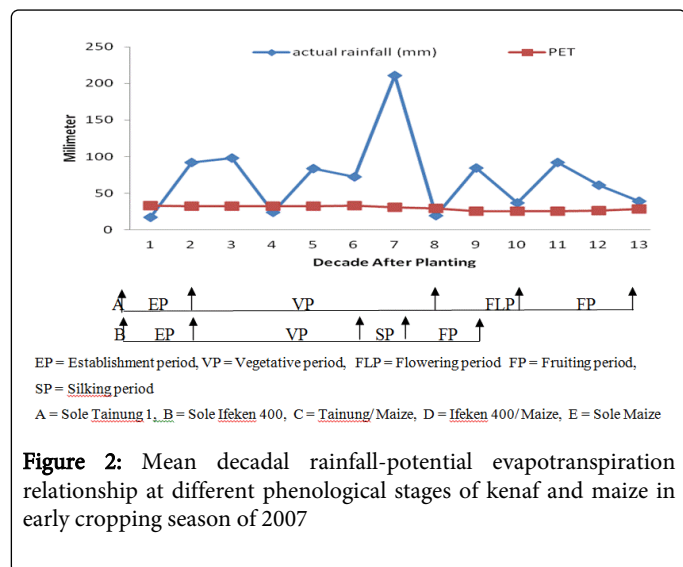 250
actual rainfall (mm) PET
200
150
100
50
0
Milimeter
1 2 3 4 5 6 7 8 9 10 11 12 13
Decade After Planting
A EP VP FLP FP
B EP VP SP FP
EP = Establishment period, VP = Vegetative period, FLP = Flowering period FP = Fruiting period,
SP = Silking period
A = Sole Tainung 1, B = Sole Ifeken 400, C = Tainung/Maize, D = Ifeken 400/Maize, E = Sole Maize
Figure 2: Mean decadal rainfall-potential evapotranspiration
relationship at different phenological stages of kenaf and maize in
early cropping season of 2007